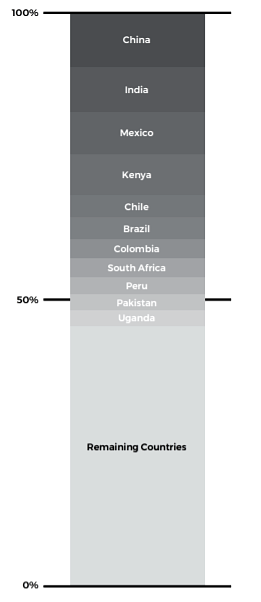 100%
China
India
Mexico
Kenya
Chile
Brazil
Colombia
South Africa
Peru
50%
Pakistan
Uganda
Remaining Countries
0%